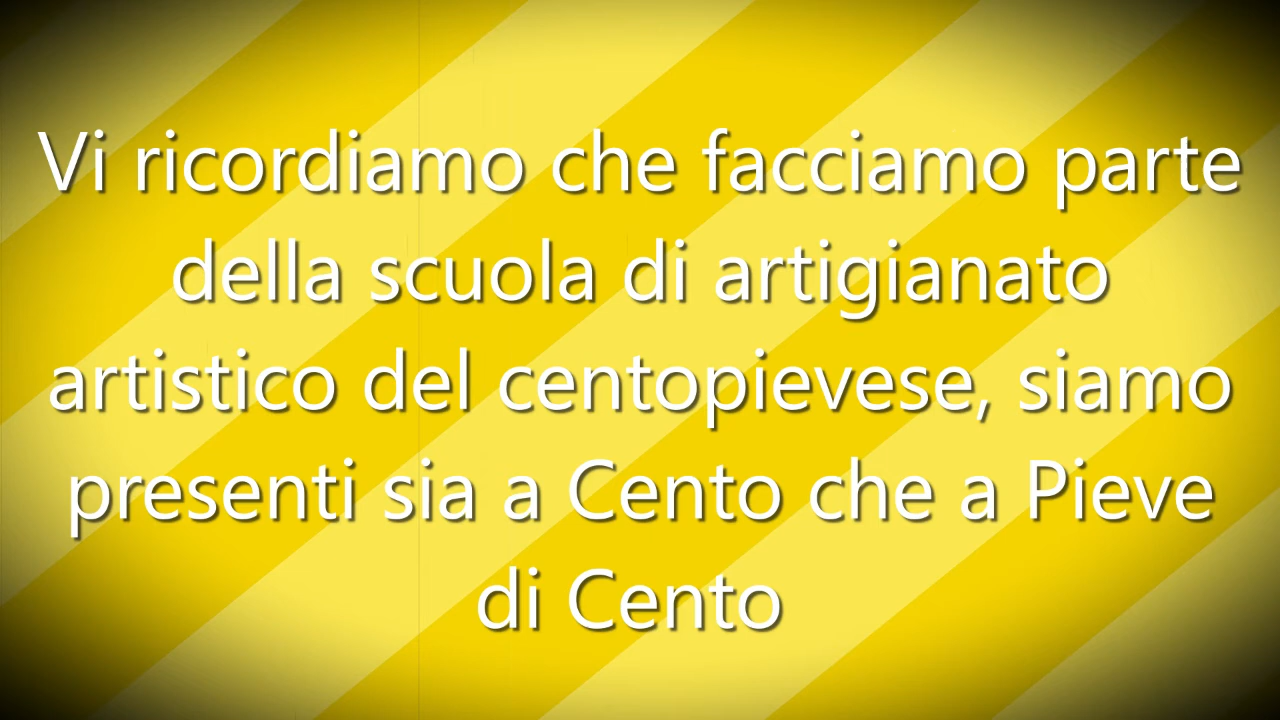 Vi ricordiamo che facciamo parte
della scuola di artigianato
artistico del centopievese, siamo
presenti sia a Cento che a Pieve
di Cento